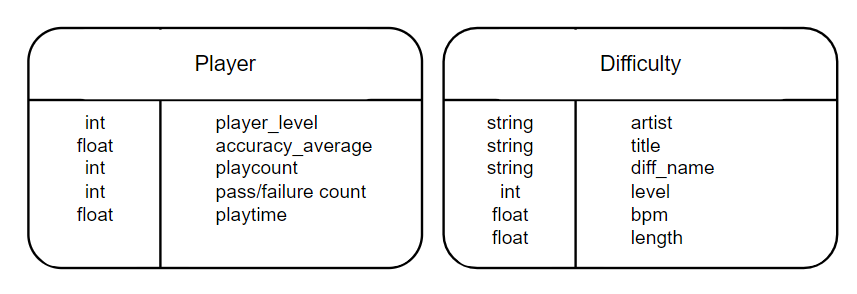 Player
int player_level
float accuracy_average
int playcount
int pass/failure count
float playtime
Difficulty
string artist
string title
string diff_name
int level
float bpm
float length